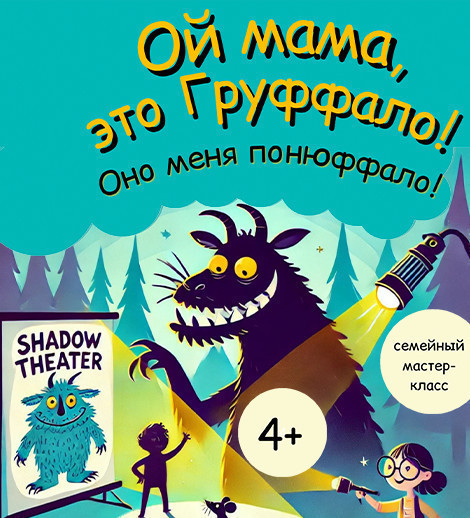 Ой мама,
это Груффало!
Оно меня понюффало!
SHADOW
THEATER
семейный
мастер-
класс
4+